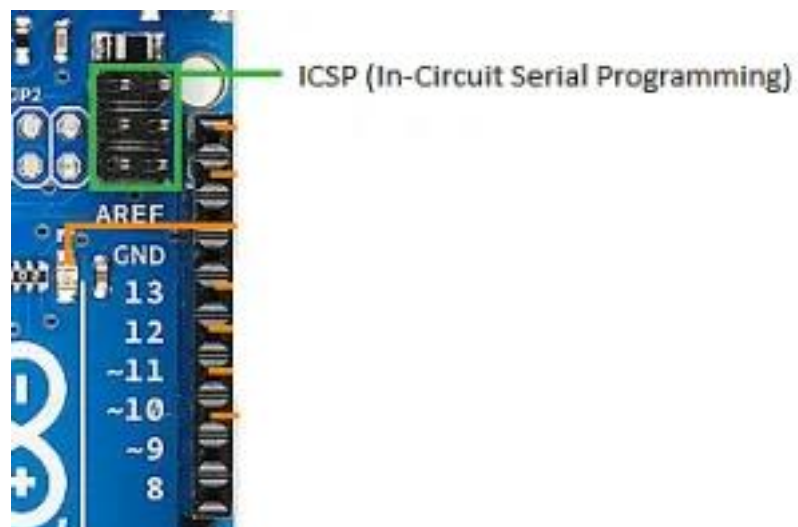 ICSP (In-Circuit Serial Programming)
AREF
GND
13
12
~11
~10
~9
8